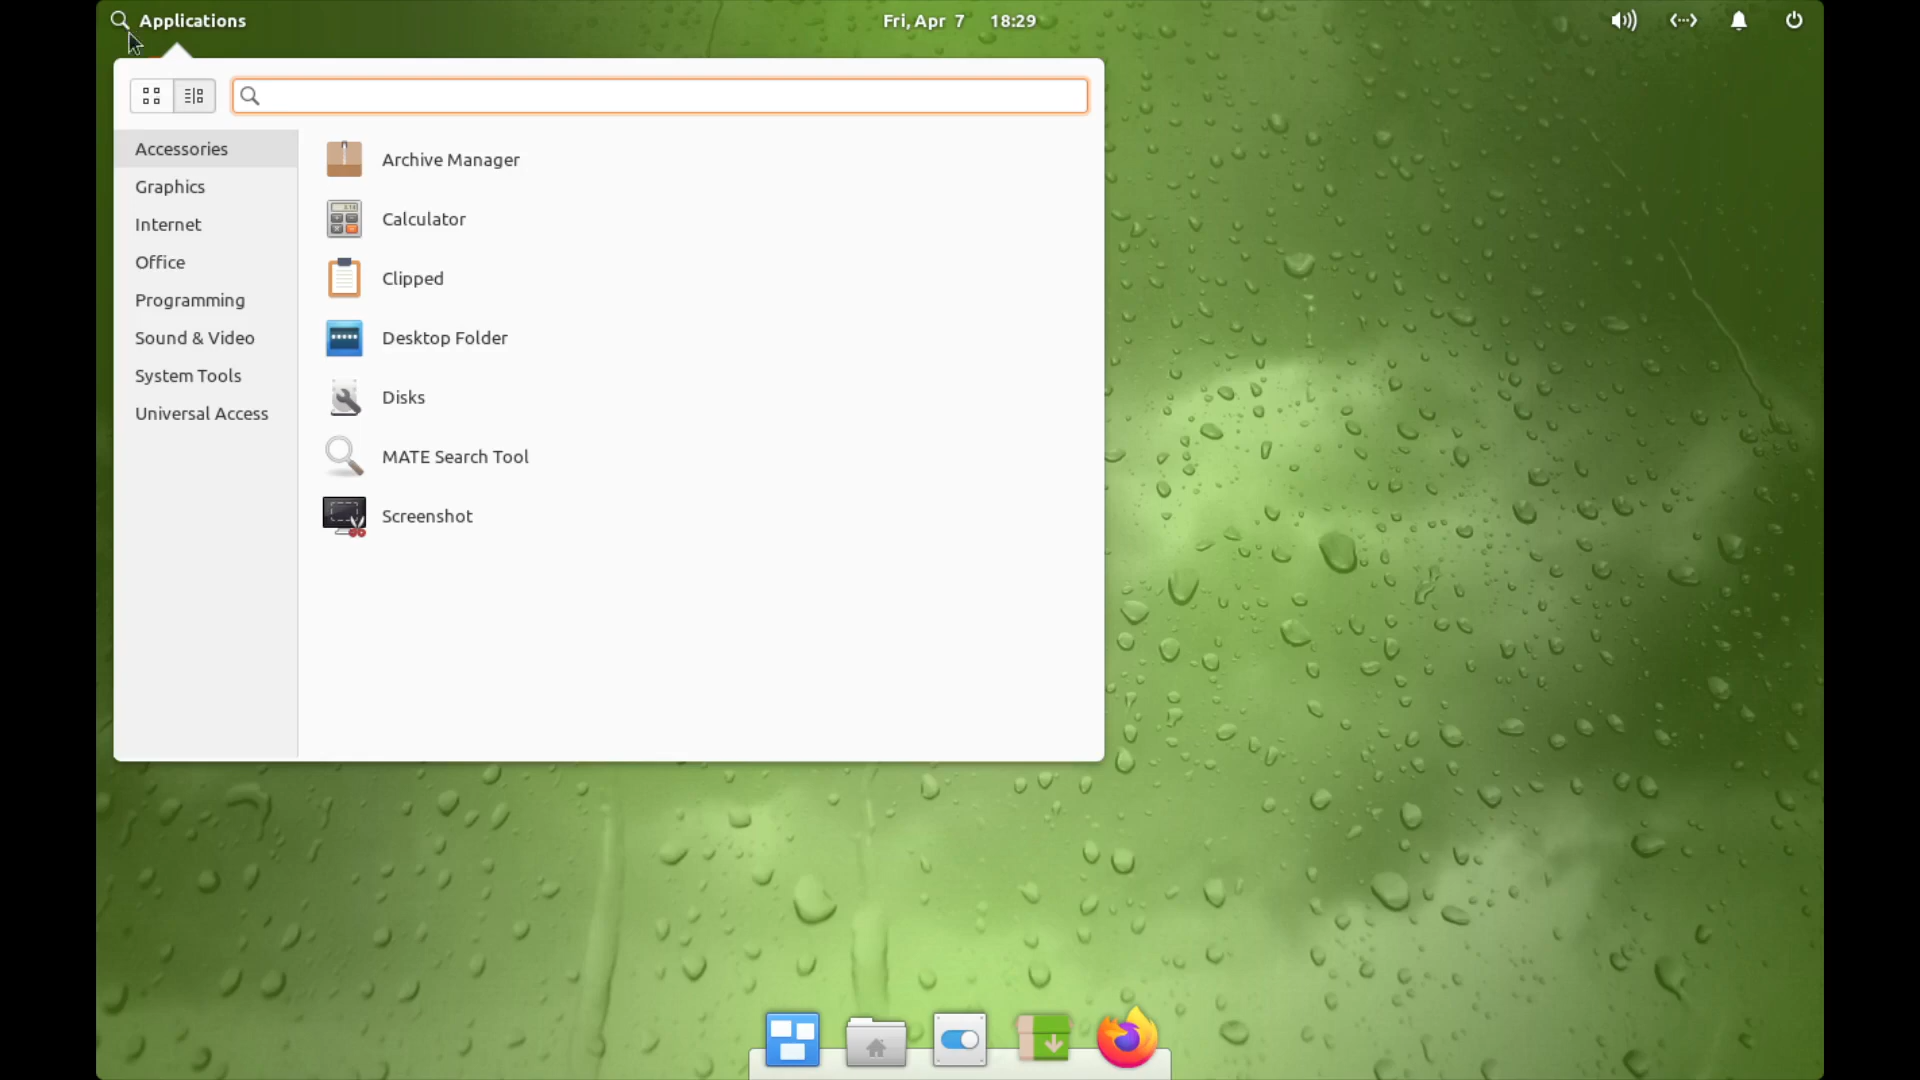 Applications
Fri, Apr 7 18:29
Accessories
Graphics
Internet
Office
Programming
Sound & Video
System Tools
Universal Access
Archive Manager
Calculator
Clipped
Desktop Folder
Disks
MATE Search Tool
Screenshot